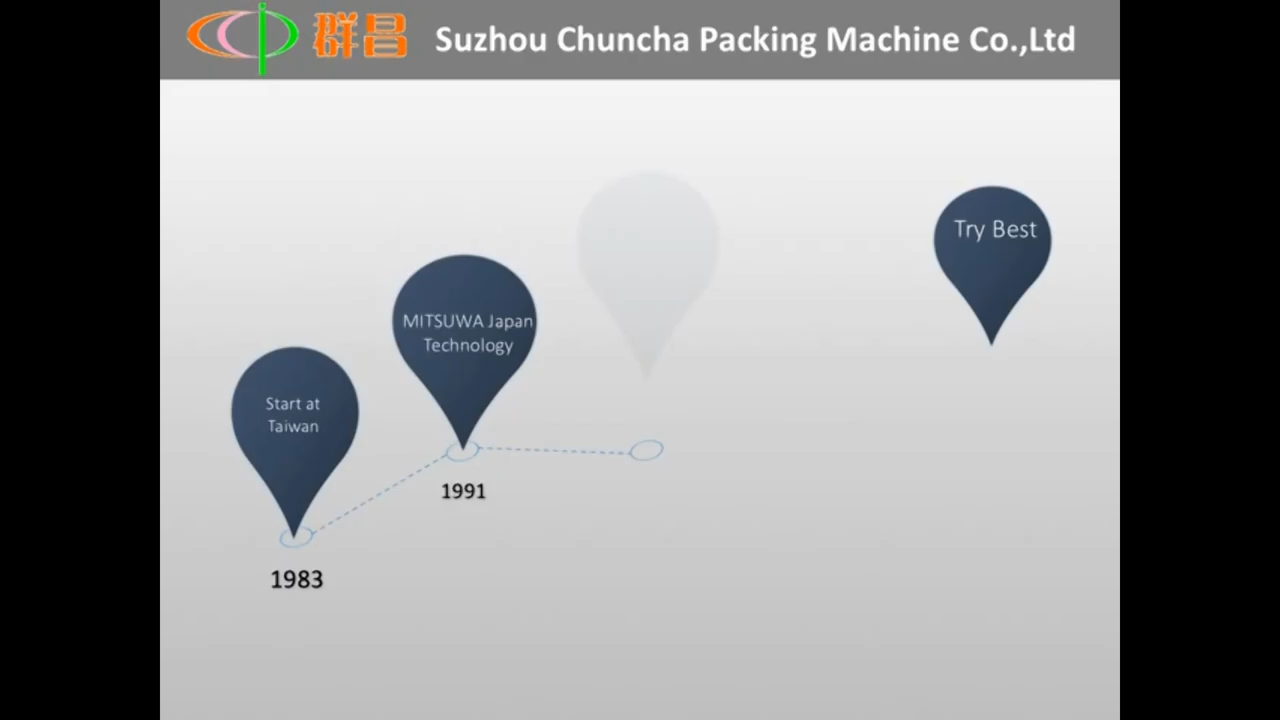 群昌 Suzhou Chuncha Packing Machine Co.,Ltd
Try Best
MITSUWA Japan
Technology
Start at
Taiwan
1991
1983